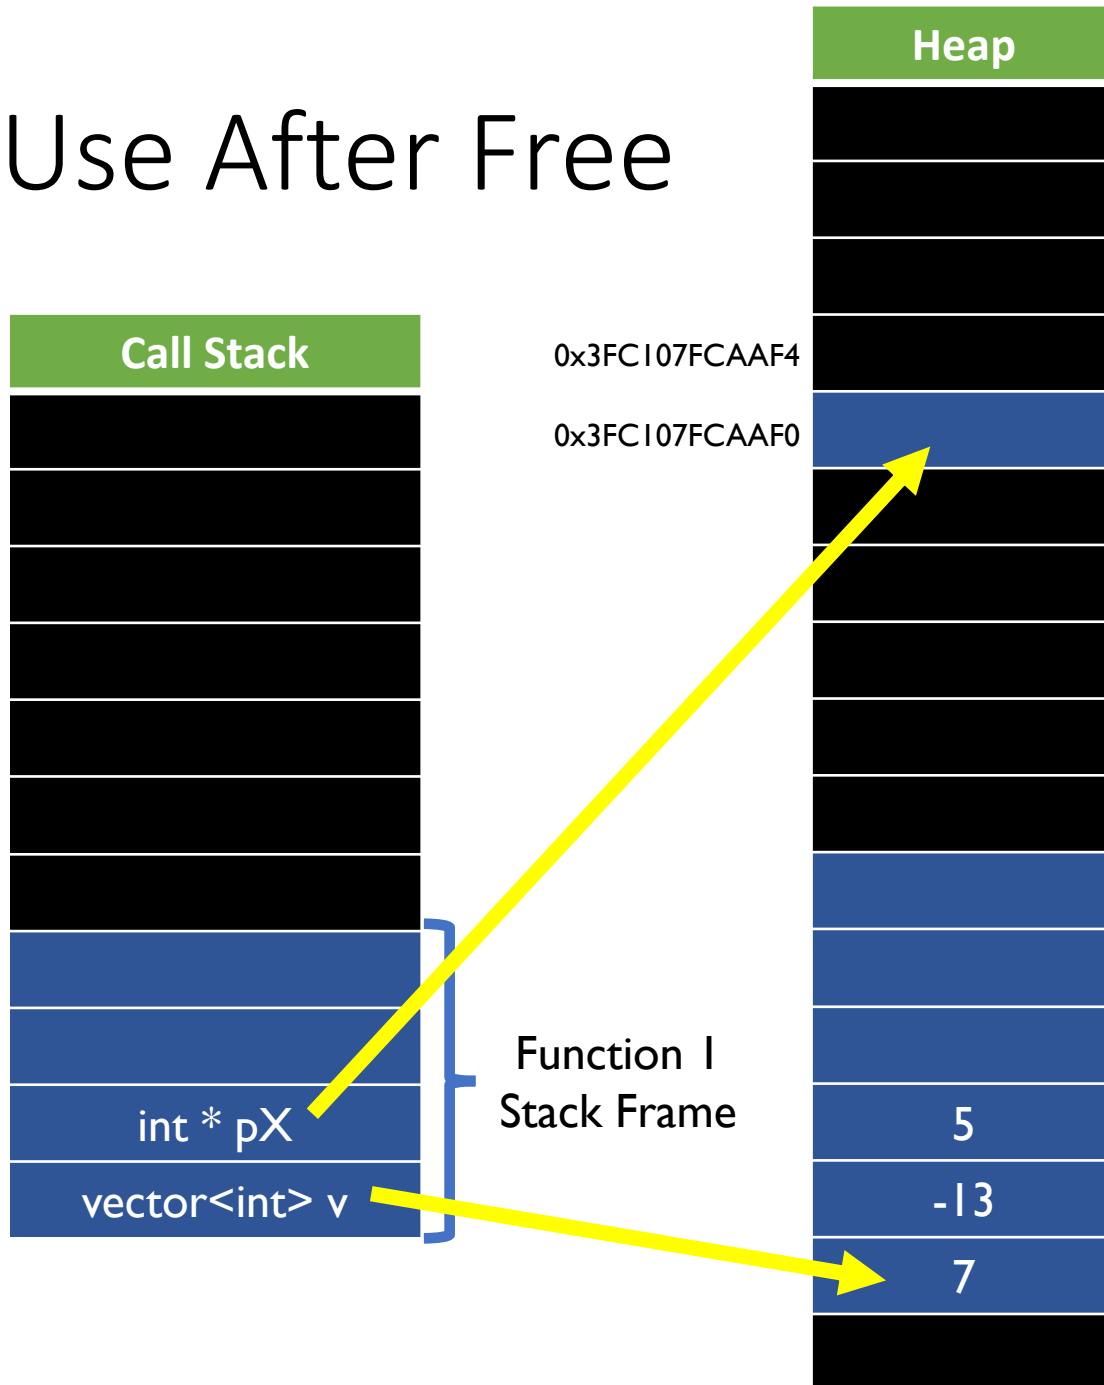 Heap
Use After Free
Call Stack
0x3FC107FCAAF4
0x3FC107FCAAF0
Function 1
Stack Frame
int * pX
vector<int> v
5
-13
7